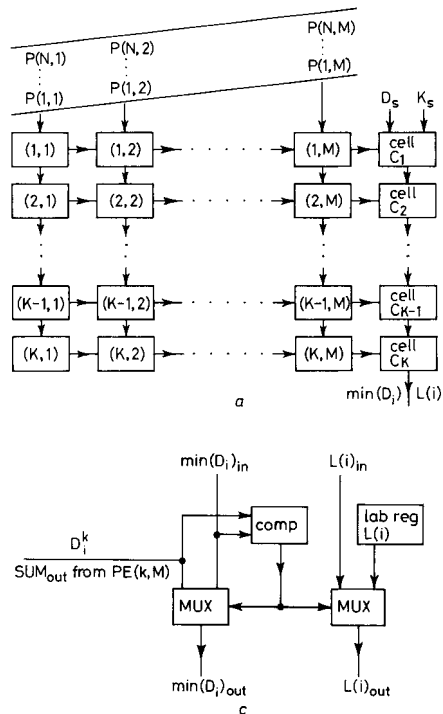 P(N,1) P(N,2) P(N,M)
P(1,1) P(1,2) P(1,M) Ds Ks
(1,1) (1,2) (1,M) cell C1
(2,1) (2,2) (2,M) cell C2
(K-1,1) (K-1,2) (K-1,M) cell CK-1
(K,1) (K,2) (K,M) cell CK
min(Di) L(i)
a
min(Di)in L(i)in
comp
lab reg
L(i)
Di^k
SUMout from PE(k,M)
MUX MUX
min(Di)out L(i)out
c